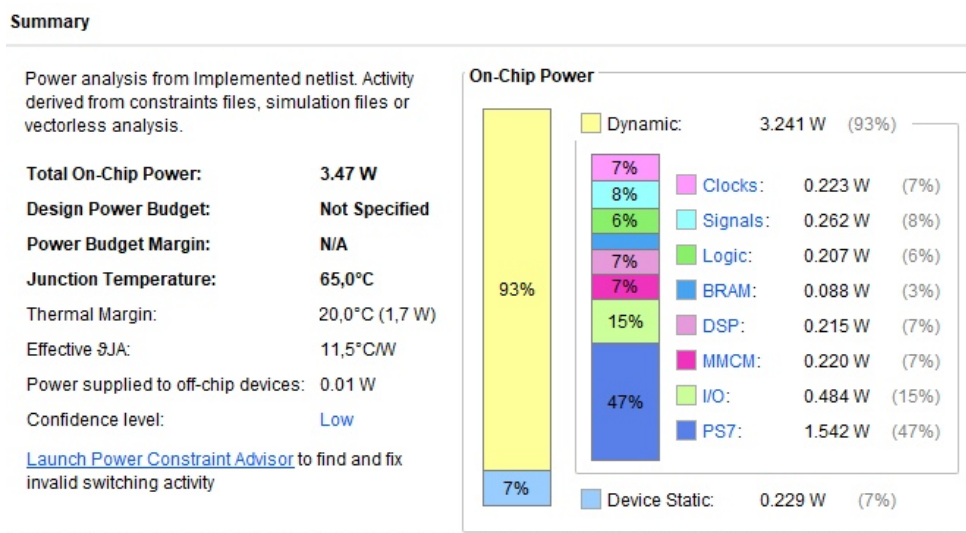 Summary
Power analysis from Implemented netlist. Activity
derived from constraints files, simulation files or
vectorless analysis.
Total On-Chip Power: 3.47 W
Design Power Budget: Not Specified
Power Budget Margin: N/A
Junction Temperature: 65,0°C
Thermal Margin: 20,0°C (1,7 W)
Effective ϑJA: 11,5°C/W
Power supplied to off-chip devices: 0.01 W
Confidence level: Low
Launch Power Constraint Advisor to find and fix
invalid switching activity
On-Chip Power
93%
7%
Dynamic: 3.241 W (93%)
7%
8%
6%
7%
7%
15%
47%
Clocks: 0.223 W (7%)
Signals: 0.262 W (8%)
Logic: 0.207 W (6%)
BRAM: 0.088 W (3%)
DSP: 0.215 W (7%)
MMCM: 0.220 W (7%)
I/O: 0.484 W (15%)
PS7: 1.542 W (47%)
Device Static: 0.229 W (7%)